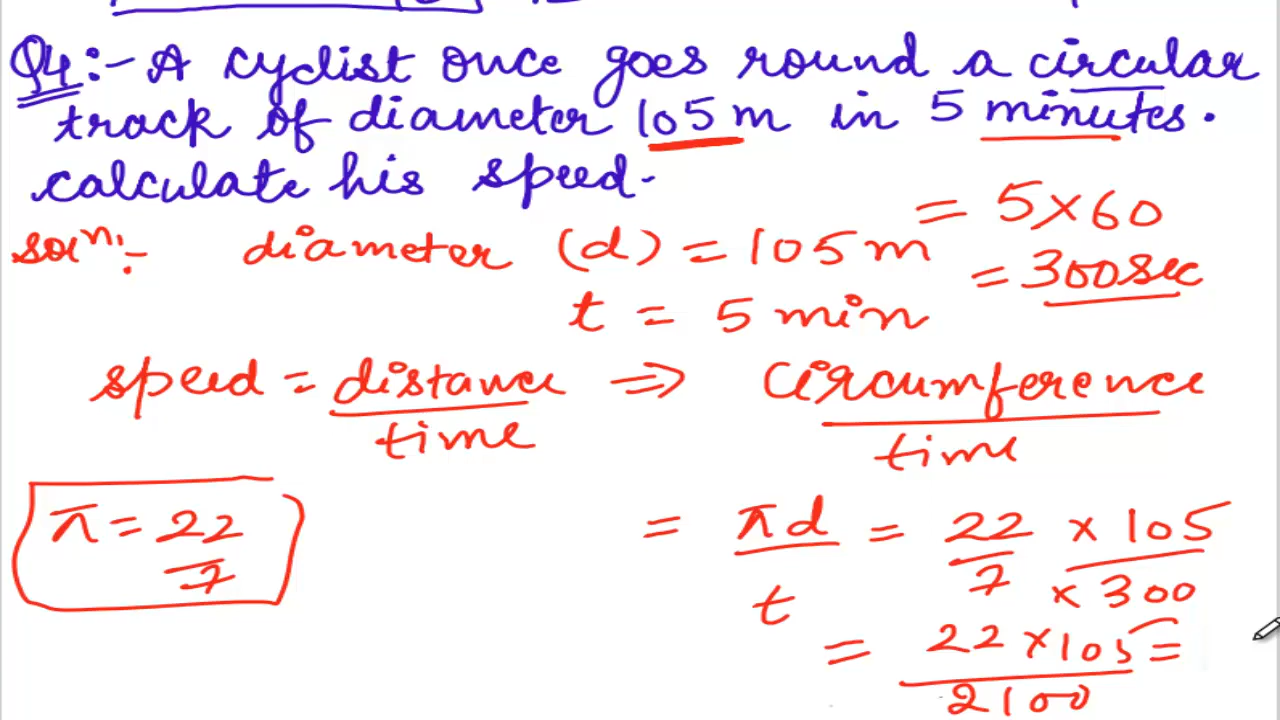 Q4:- A cyclist once goes round a circular
track of diameter 105 m in 5 minutes.
calculate his speed.
soln:- diameter (d) = 105 m = 5×60
= 300 sec
t = 5 min
speed = distance/time => circumference/time
π = 22/7
= πd/t = 22/7 × 105/×300
= 22×105/2100 =